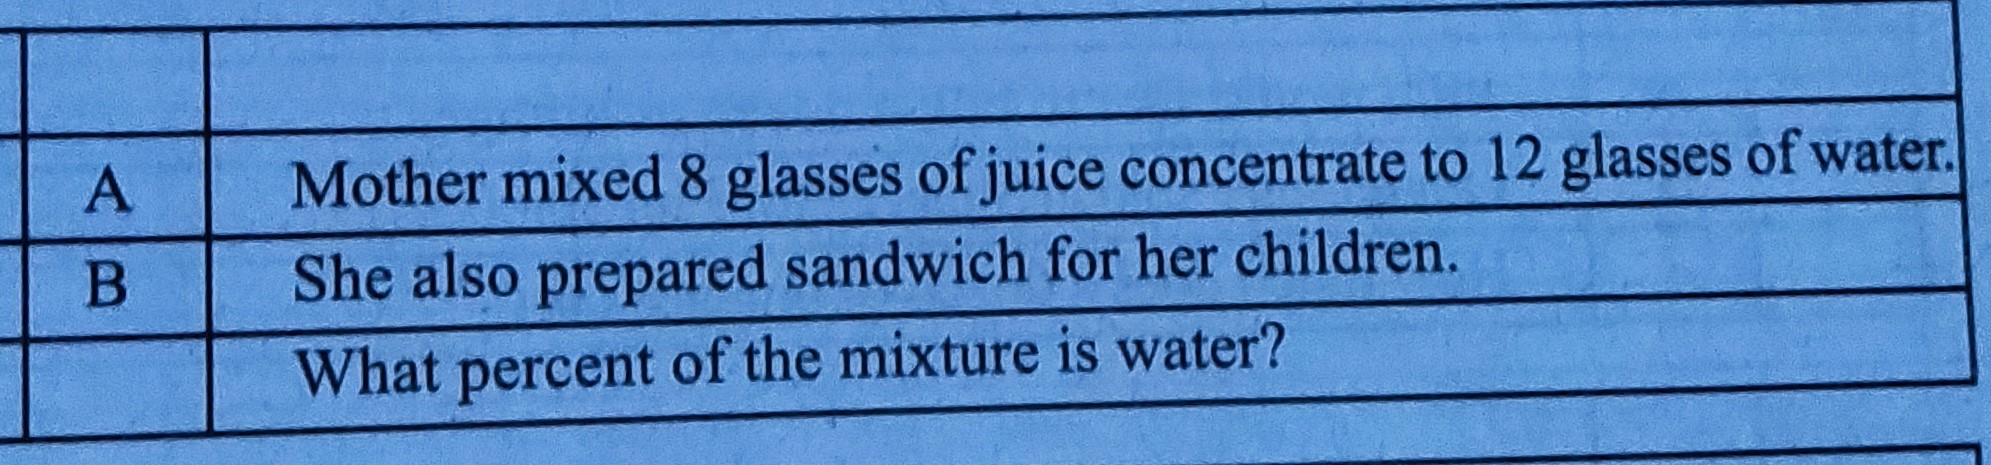 A Mother mixed 8 glasses of juice concentrate to 12 glasses of water.
B She also prepared sandwich for her children.
What percent of the mixture is water?